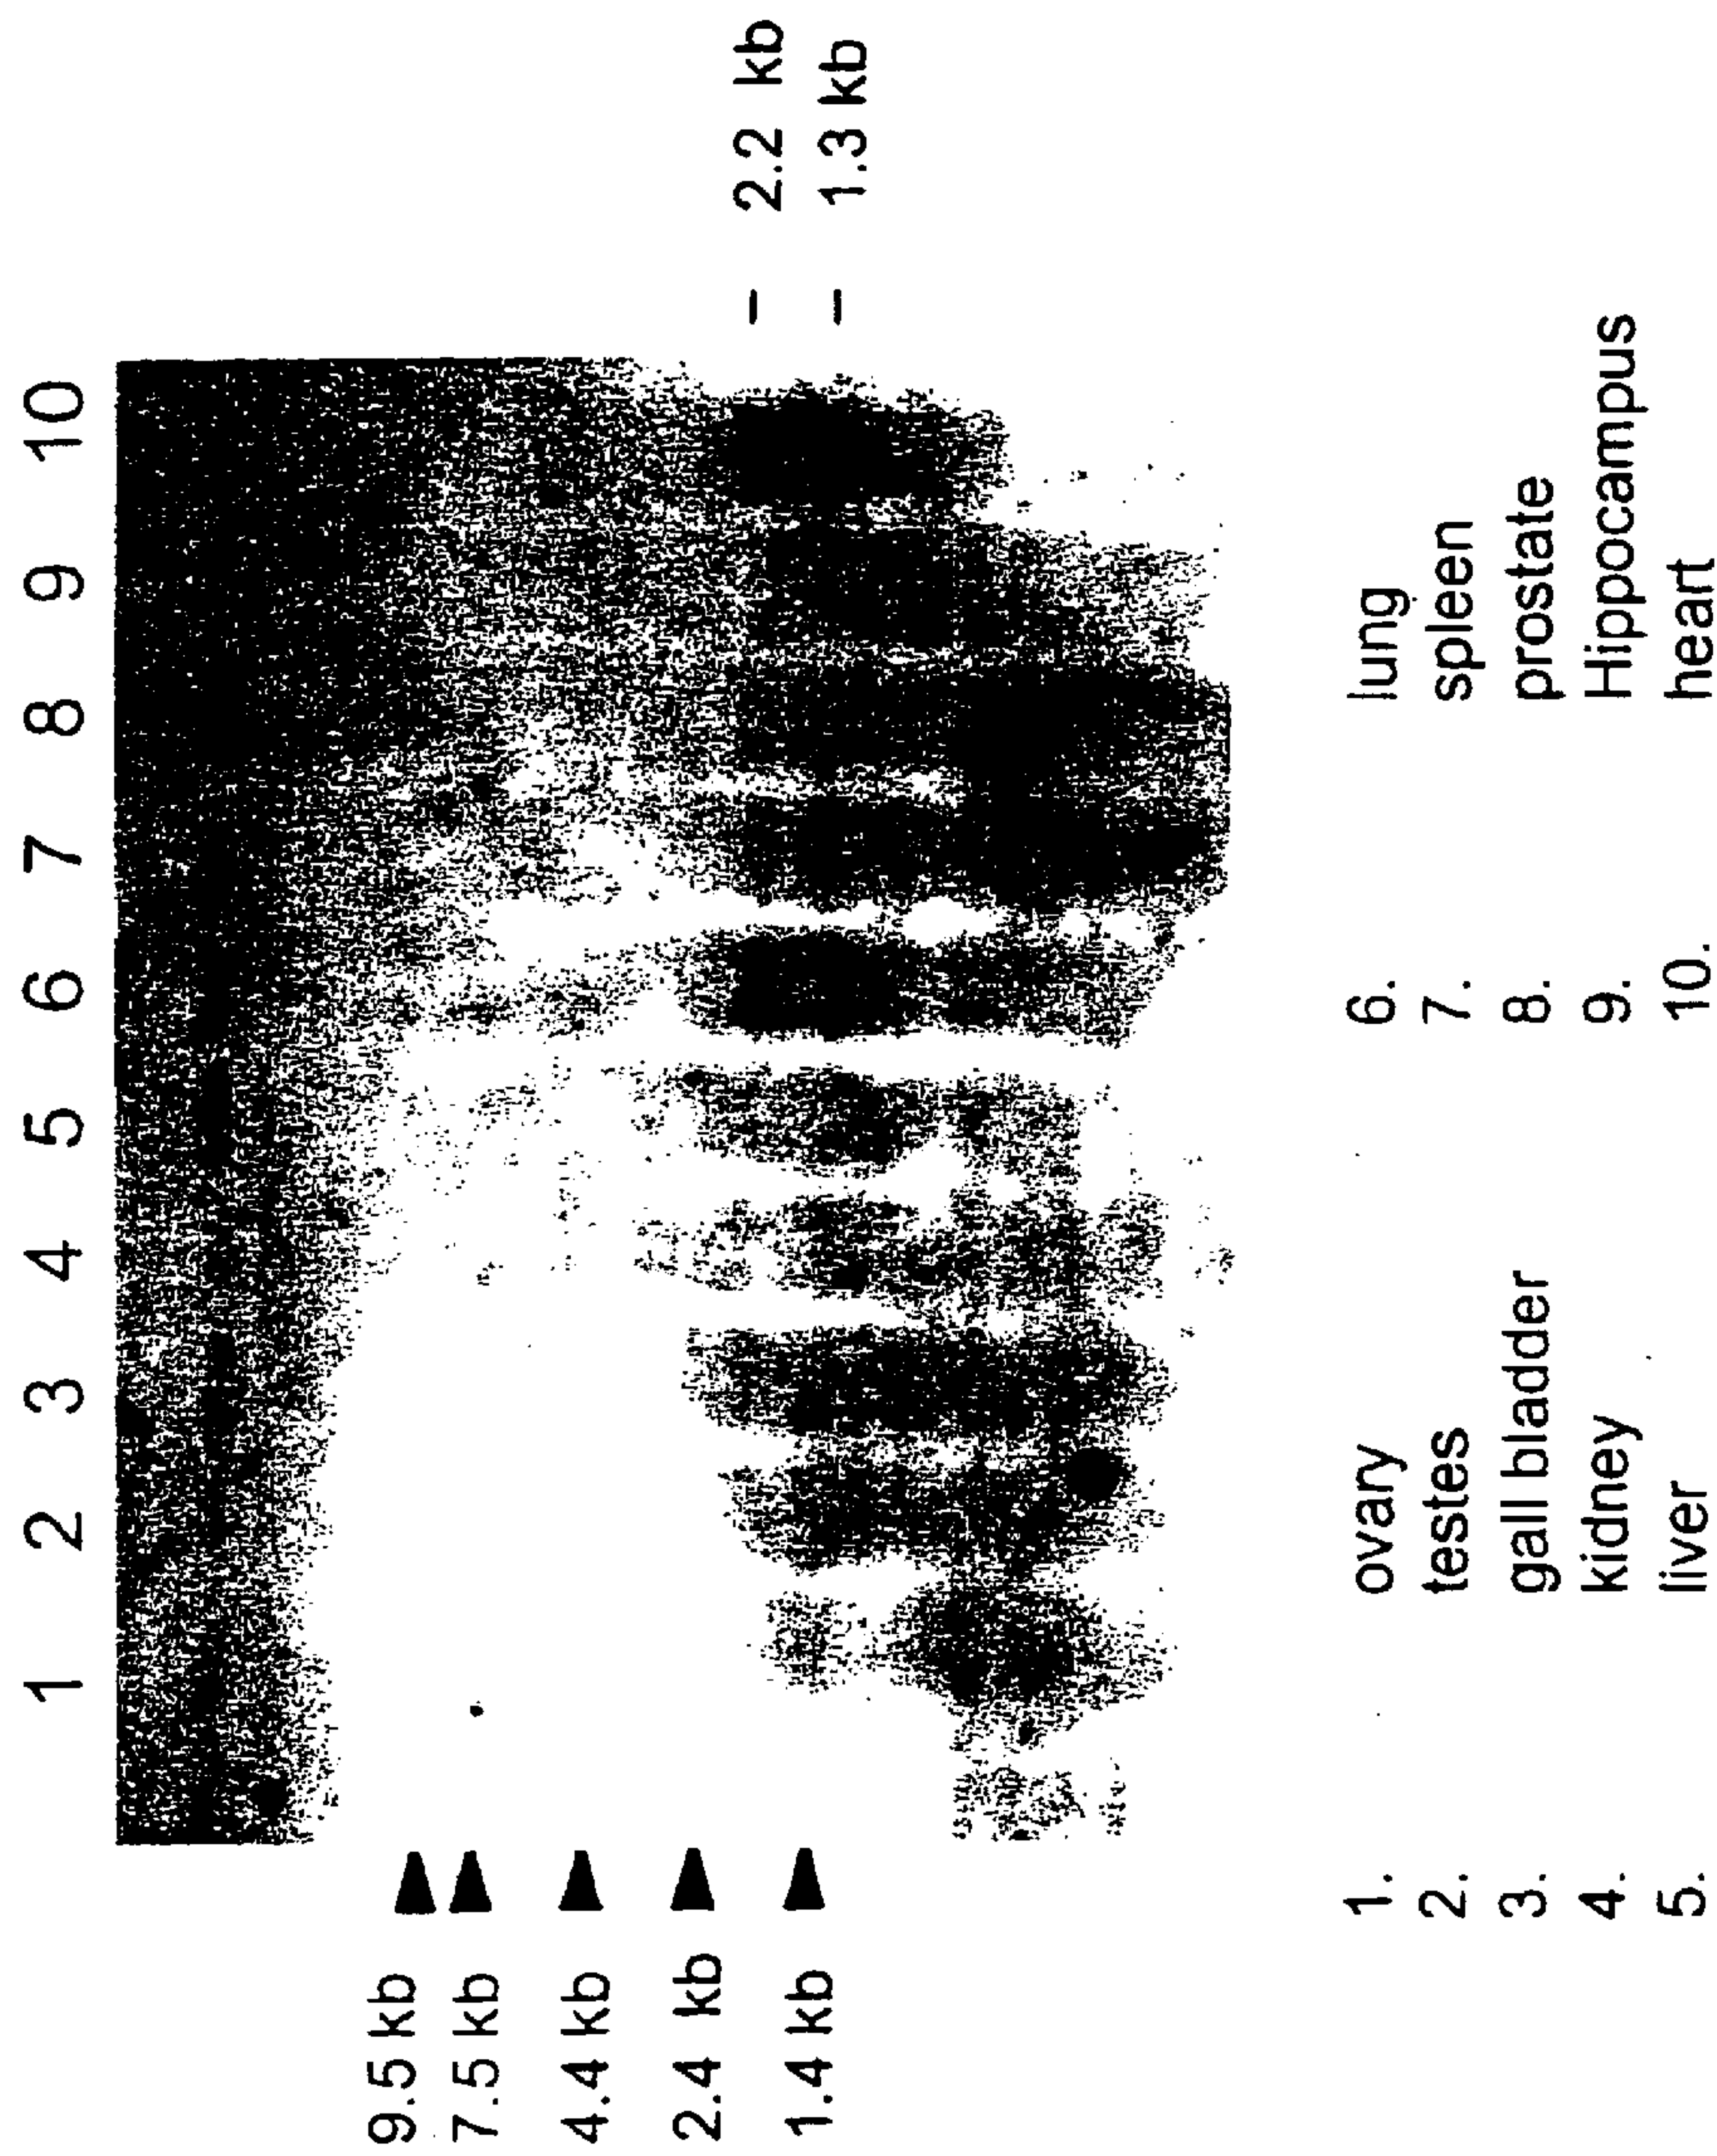 1 2 3 4 5 6 7 8 9 10
9.5 kb
7.5 kb
4.4 kb
2.4 kb
1.4 kb
– 2.2 kb
– 1.3 kb
1. ovary
2. testes
3. gall bladder
4. kidney
5. liver
6. lung
7. spleen
8. prostate
9. Hippocampus
10. heart